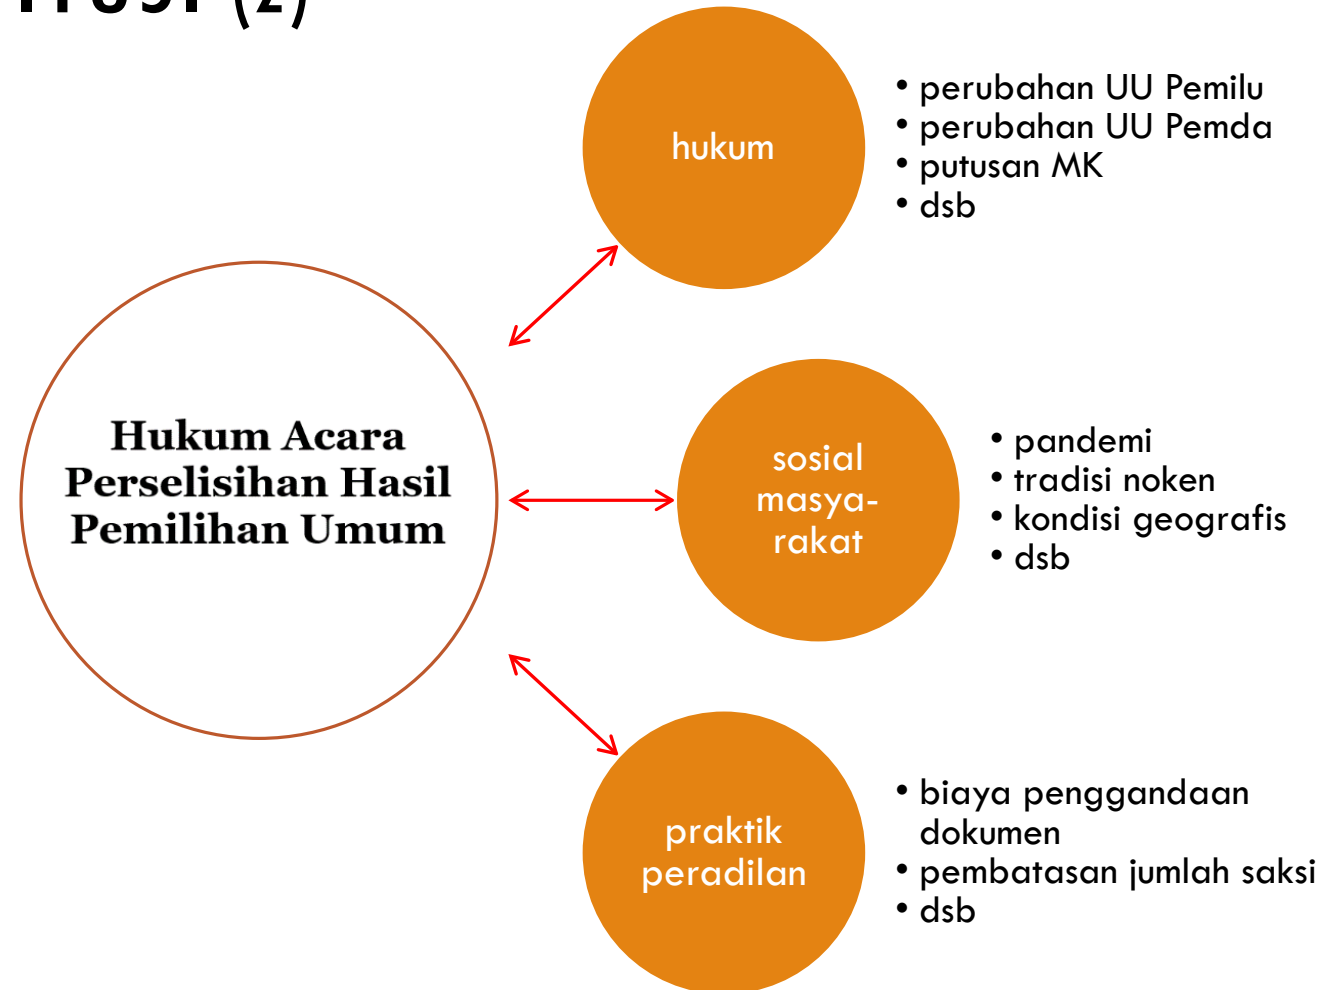 (2)
hukum
• perubahan UU Pemilu
• perubahan UU Pemda
• putusan MK
• dsb
Hukum Acara
Perselisihan Hasil
Pemilihan Umum
sosial
masya-
rakat
• pandemi
• tradisi noken
• kondisi geografis
• dsb
praktik
peradilan
• biaya penggandaan
dokumen
• pembatasan jumlah saksi
• dsb